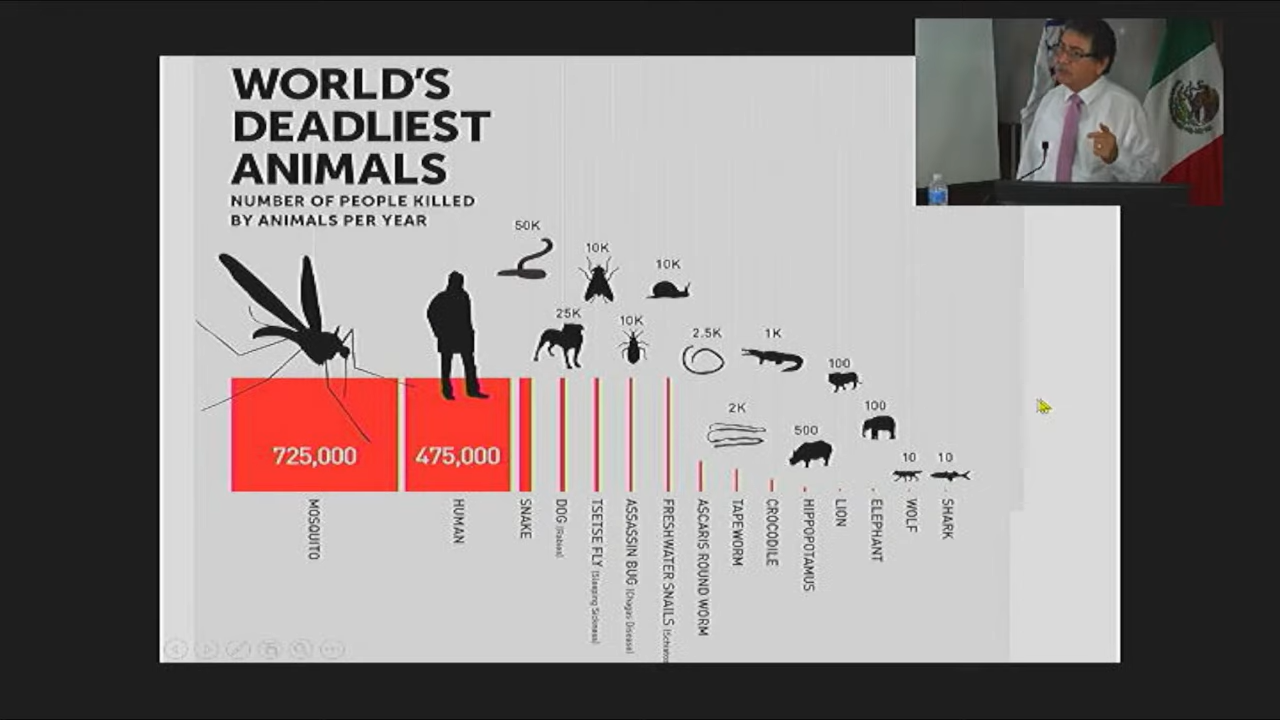 WORLD'S
DEADLIEST
ANIMALS
NUMBER OF PEOPLE KILLED
BY ANIMALS PER YEAR
50K
10K
10K
25K
10K
2.5K
1K
100
2K
100
500
10
10
725,000
475,000
MOSQUITO
HUMAN
SNAKE
DOG (Rabies)
TSETSE FLY (Sleeping Sickness)
ASSASSIN BUG (Chagas Disease)
FRESHWATER SNAILS
ASCARIS ROUND WORM
TAPEWORM
CROCODILE
HIPPOPOTAMUS
LION
ELEPHANT
WOLF
SHARK